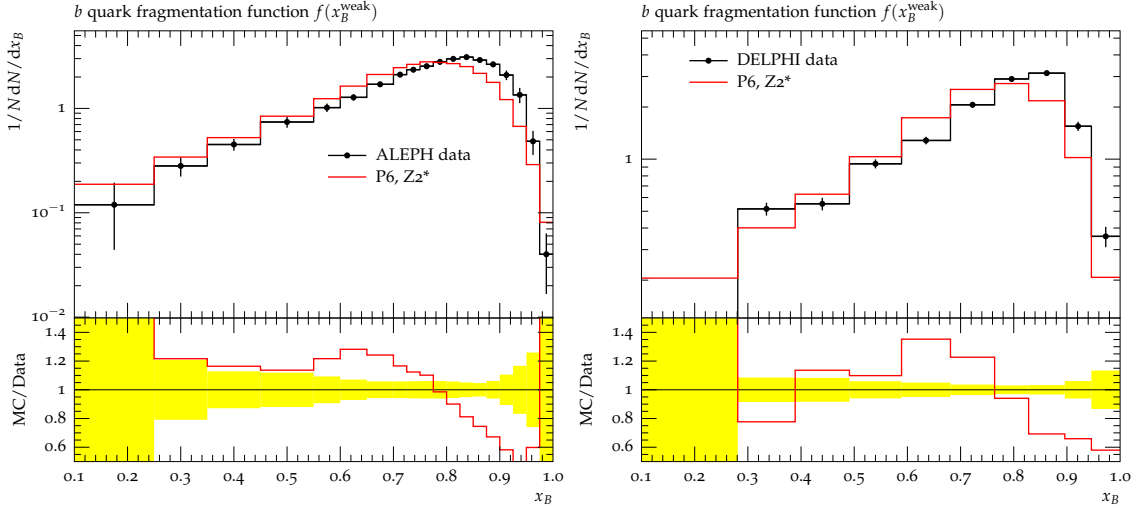 b quark fragmentation function f(x_B^weak)
1/N dN/dx_B
1
10^−1
10^−2
ALEPH data
P6, Z2*
MC/Data
1.4
1.2
1
0.8
0.6
0.1 0.2 0.3 0.4 0.5 0.6 0.7 0.8 0.9 1.0
x_B
b quark fragmentation function f(x_B^weak)
1/N dN/dx_B
1
DELPHI data
P6, Z2*
MC/Data
1.4
1.2
1
0.8
0.6
0.1 0.2 0.3 0.4 0.5 0.6 0.7 0.8 0.9 1.0
x_B